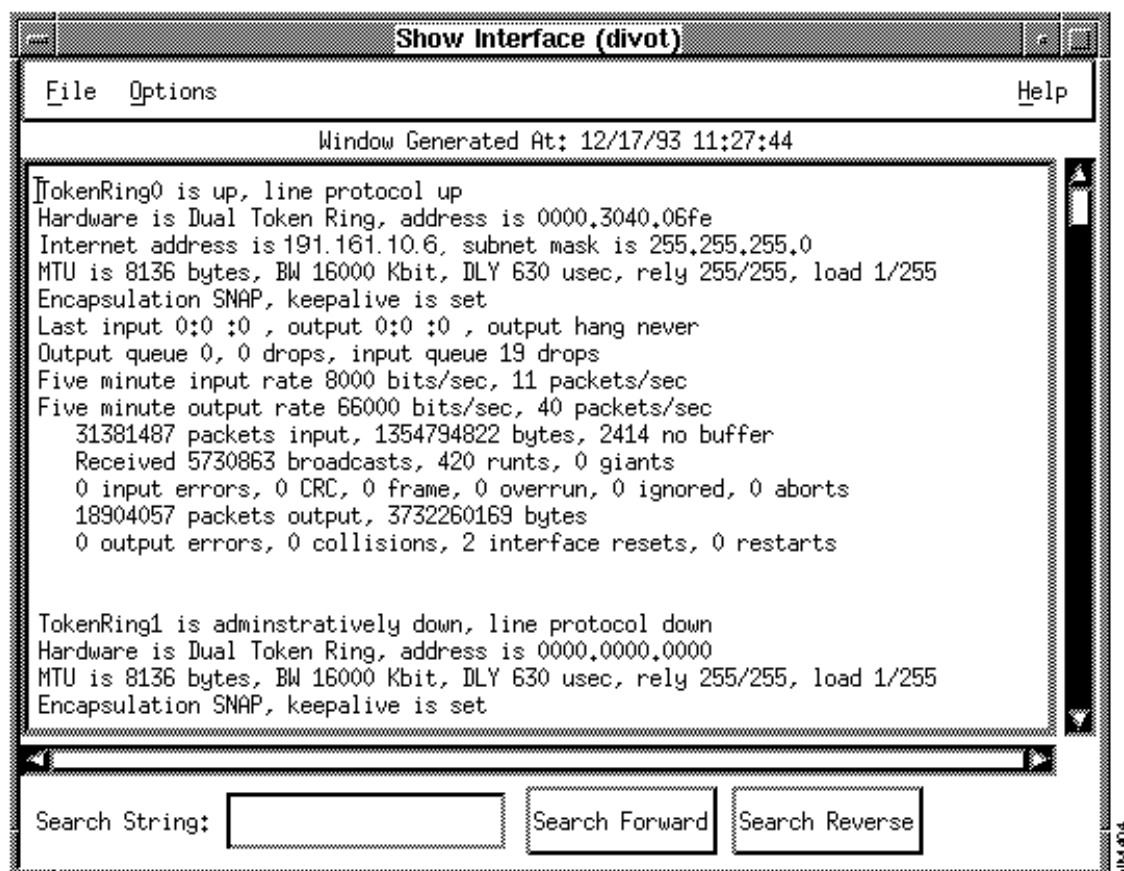 Show Interface (divot)
File Options Help
Window Generated At: 12/17/93 11:27:44
TokenRing0 is up, line protocol up
Hardware is Dual Token Ring, address is 0000.3040.06fe
Internet address is 191.161.10.6, subnet mask is 255.255.255.0
MTU is 8136 bytes, BW 16000 Kbit, DLY 630 usec, rely 255/255, load 1/255
Encapsulation SNAP, keepalive is set
Last input 0:0 :0 , output 0:0 :0 , output hang never
Output queue 0, 0 drops, input queue 19 drops
Five minute input rate 8000 bits/sec, 11 packets/sec
Five minute output rate 66000 bits/sec, 40 packets/sec
31381487 packets input, 1354794822 bytes, 2414 no buffer
Received 5730863 broadcasts, 420 runts, 0 giants
0 input errors, 0 CRC, 0 frame, 0 overrun, 0 ignored, 0 aborts
18904057 packets output, 3732260169 bytes
0 output errors, 0 collisions, 2 interface resets, 0 restarts
TokenRing1 is adminstratively down, line protocol down
Hardware is Dual Token Ring, address is 0000.0000.0000
MTU is 8136 bytes, BW 16000 Kbit, DLY 630 usec, rely 255/255, load 1/255
Encapsulation SNAP, keepalive is set
Search String: Search Forward Search Reverse